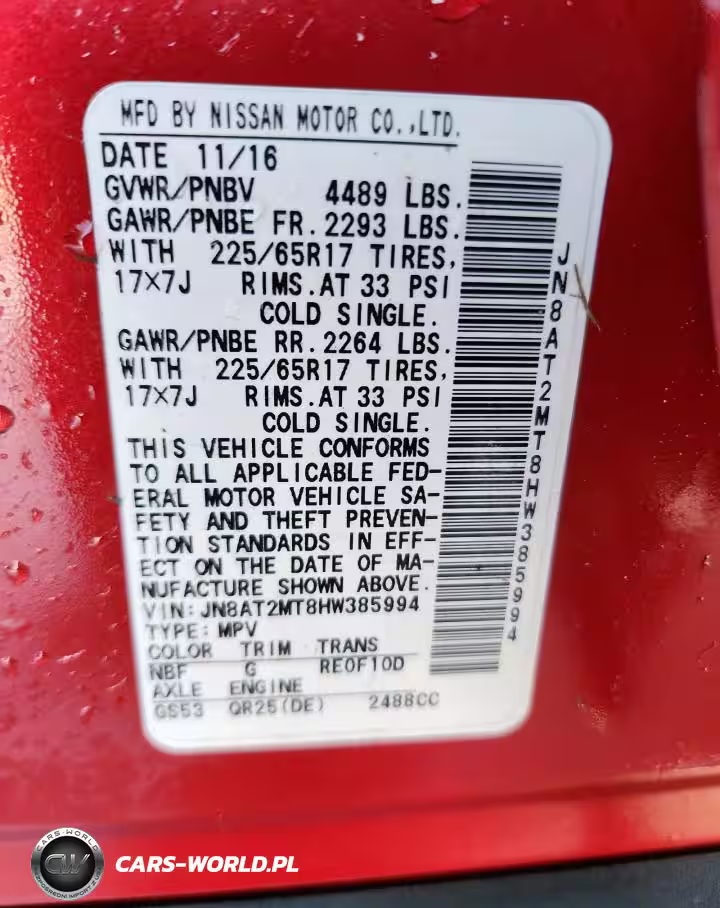 MFD BY NISSAN MOTOR CO.,LTD.
DATE 11/16
GVWR/PNBV 4489 LBS.
GAWR/PNBE FR.2293 LBS.
WITH 225/65R17 TIRES,
17×7J RIMS.AT 33 PSI
COLD SINGLE.
GAWR/PNBE RR.2264 LBS.
WITH 225/65R17 TIRES,
17×7J RIMS.AT 33 PSI
COLD SINGLE.
THIS VEHICLE CONFORMS
TO ALL APPLICABLE FED-
ERAL MOTOR VEHICLE SA-
FETY AND THEFT PREVEN-
TION STANDARDS IN EFF-
ECT ON THE DATE OF MA-
NUFACTURE SHOWN ABOVE.
VIN:JN8AT2MT8HW385994
TYPE:MPV
COLOR TRIM TRANS
NBF G RE0F10D
AXLE ENGINE
GS53 QR25(DE) 2488CC
JN8AT2MT8HW385994
CARS-WORLD
CW
CARS-WORLD.PL